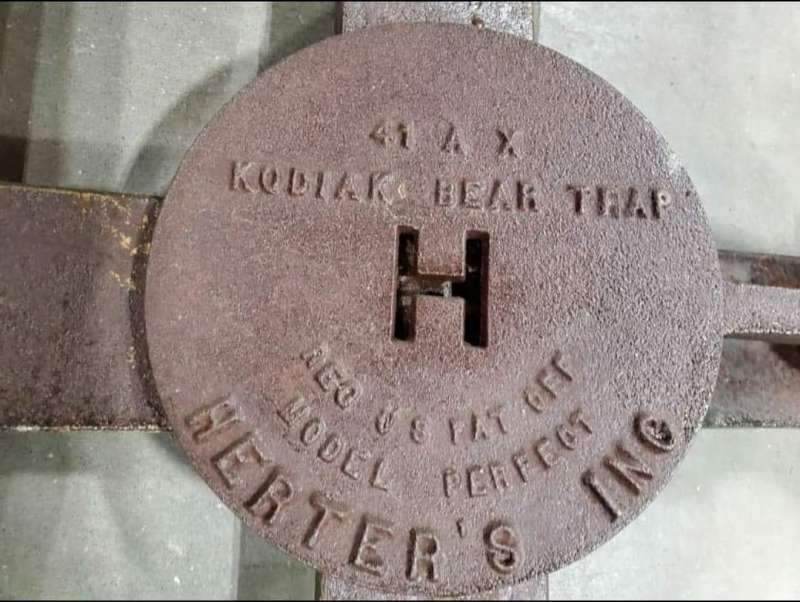 41 A X
KODIAK BEAR TRAP
H
REG U S PAT OFF
MODEL PERFECT
HERTER'S INC